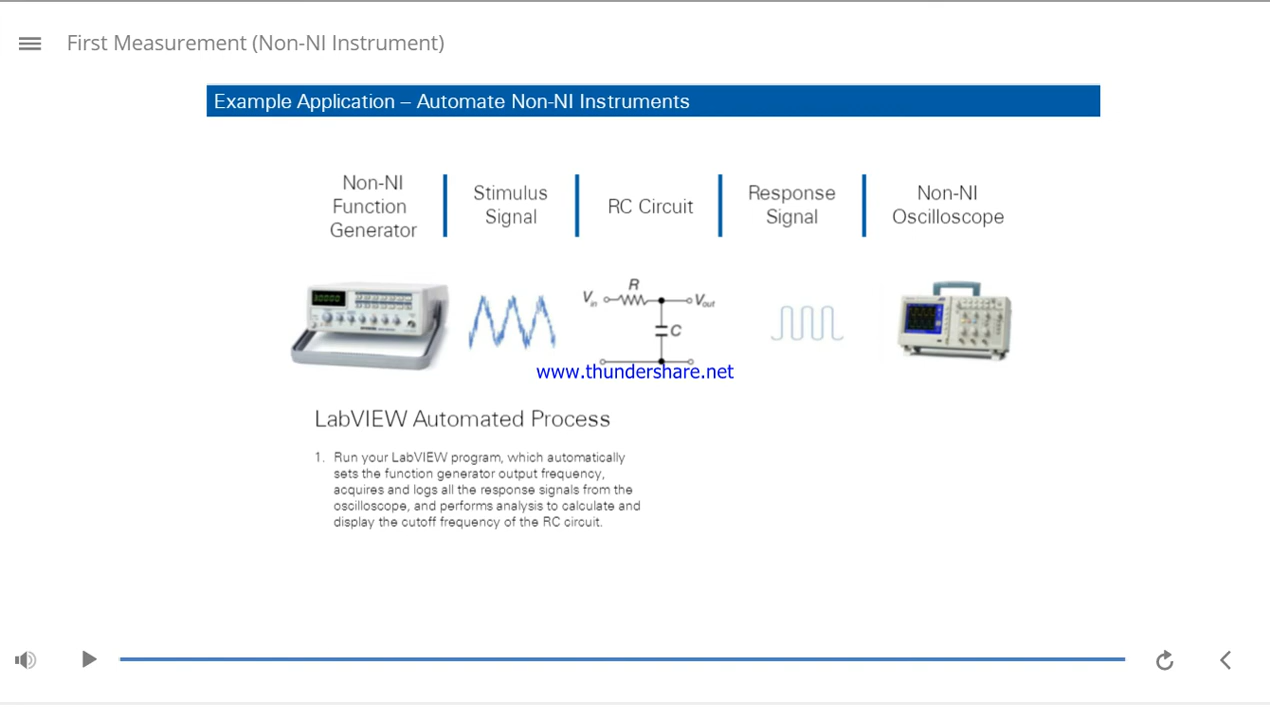 First Measurement (Non-NI Instrument)
Example Application – Automate Non-NI Instruments
Non-NI
Function
Generator
Stimulus
Signal
RC Circuit
Response
Signal
Non-NI
Oscilloscope
R
Vin
Vout
C
www.thundershare.net
LabVIEW Automated Process
1. Run your LabVIEW program, which automatically
sets the function generator output frequency,
acquires and logs all the response signals from the
oscilloscope, and performs analysis to calculate and
display the cutoff frequency of the RC circuit.